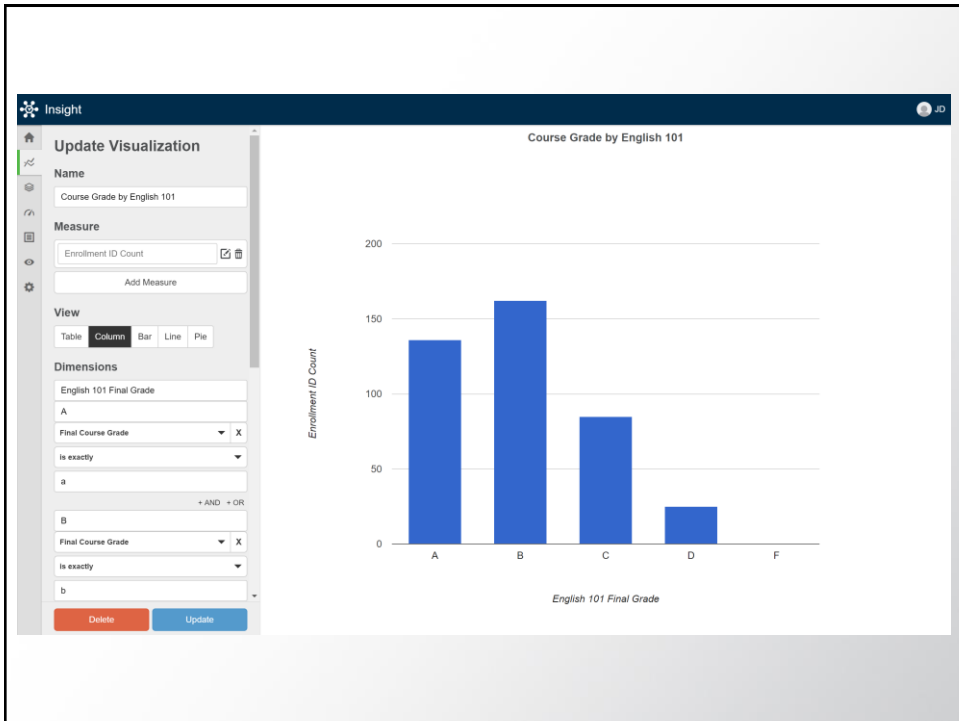 Insight
JD
Update Visualization
Name
Course Grade by English 101
Measure
Enrollment ID Count
Add Measure
View
Table Column Bar Line Pie
Dimensions
English 101 Final Grade
A
Final Course Grade X
is exactly
a
+ AND + OR
B
Final Course Grade X
is exactly
b
Delete Update
Course Grade by English 101
200
150
100
50
0
Enrollment ID Count
A B C D F
English 101 Final Grade